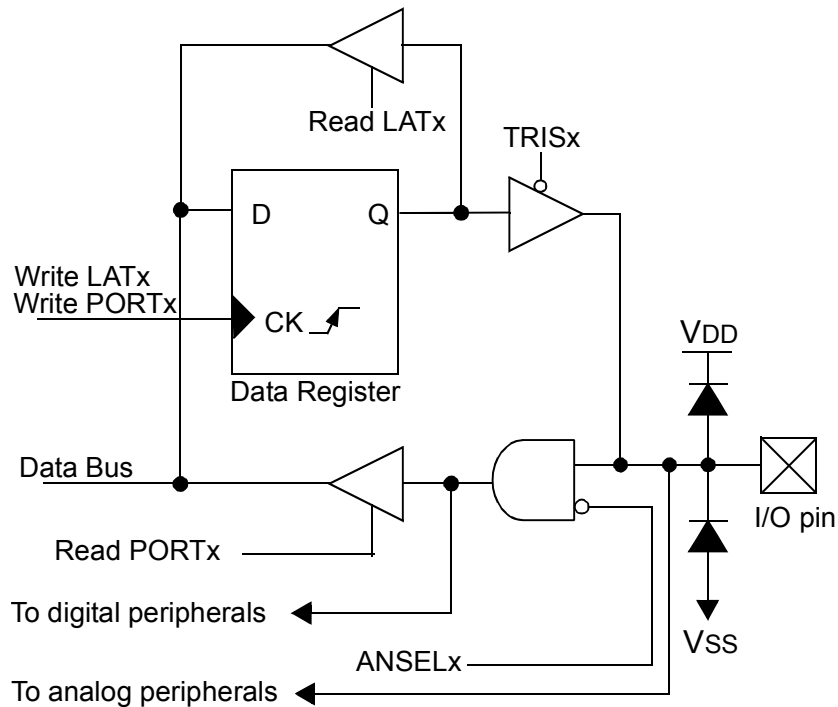 Read LATx
TRISx
D
Q
Write LATx
Write PORTx
CK
VDD
Data Register
Data Bus
I/O pin
Read PORTx
To digital peripherals
VSS
ANSELx
To analog peripherals